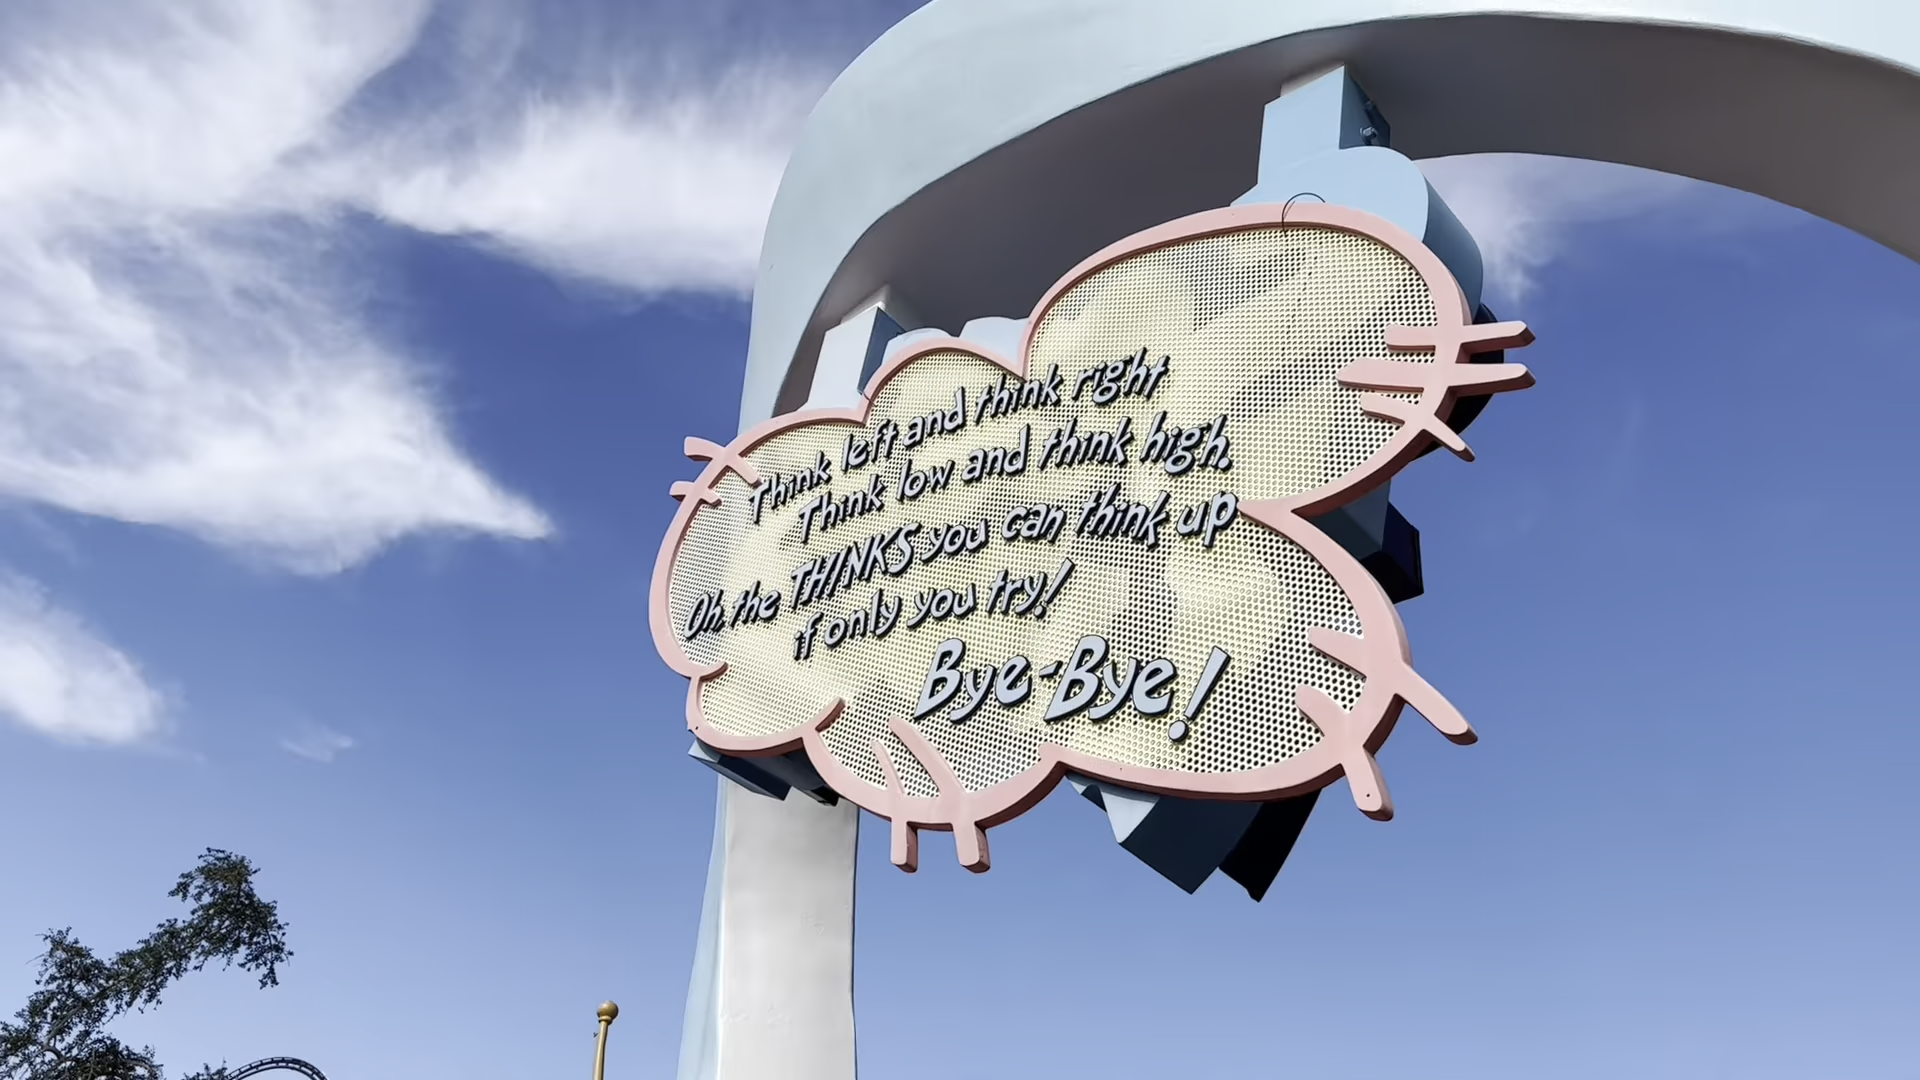 Think left and think right
Think low and think high.
Oh, the THINKS you can think up
if only you try!
Bye-Bye!